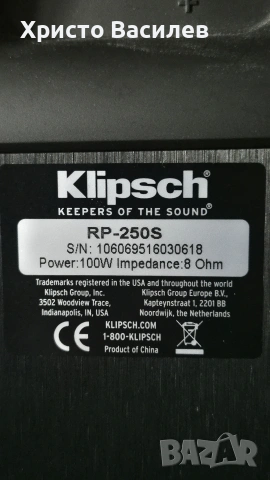 Христо Василев
Klipsch®
KEEPERS OF THE SOUND®
RP-250S
S/N: 106069516030618
Power:100W Impedance:8 Ohm
Trademarks registered in the USA and throughout the world
Klipsch Group, Inc.
3502 Woodview Trace,
Indianapolis, IN, USA
Klipsch Group Europe B.V.,
Kapteynstraat 1, 2201 BB
Noordwijk, the Netherlands
CE
KLIPSCH.COM™
1-800-KLIPSCH
Product of China
bazar